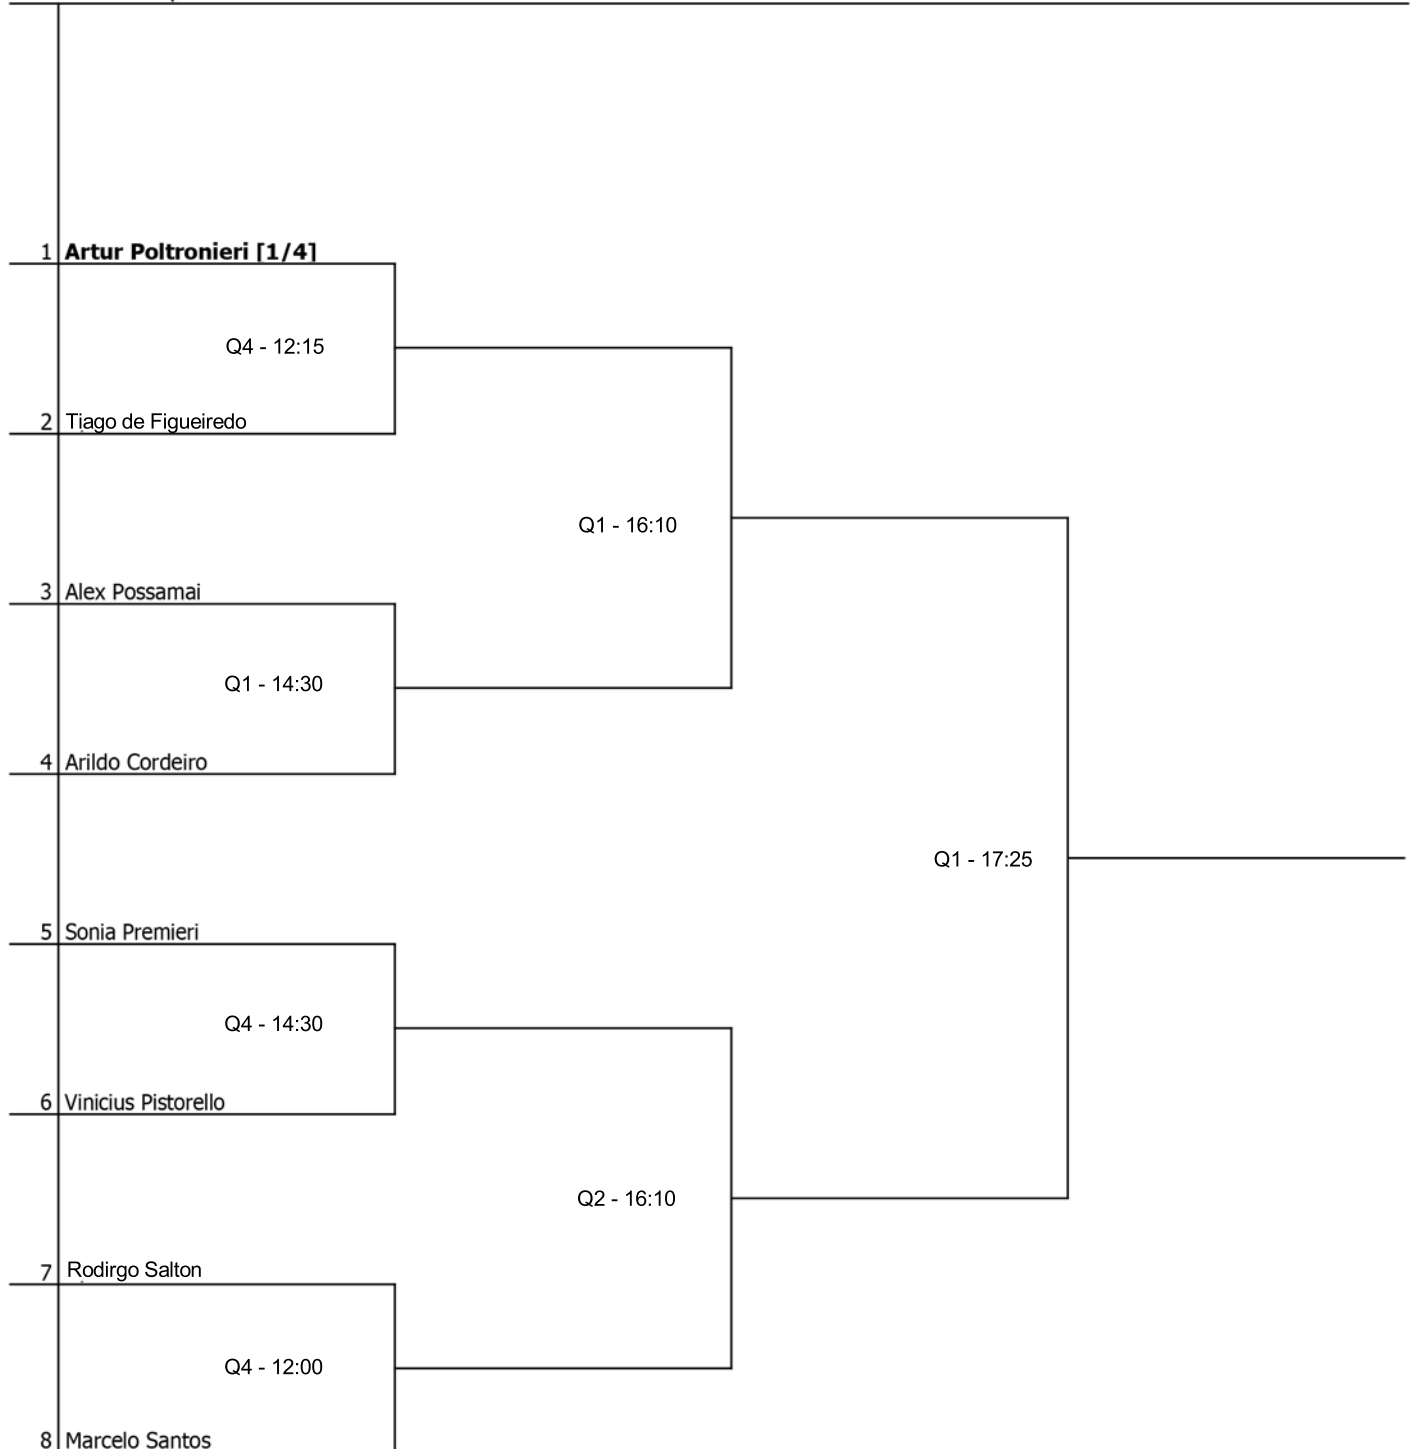 1 Artur Poltronieri [1/4]
Q4 - 12:15
2 Tiago de Figueiredo
Q1 - 16:10
3 Alex Possamai
Q1 - 14:30
4 Arildo Cordeiro
Q1 - 17:25
5 Sonia Premieri
Q4 - 14:30
6 Vinicius Pistorello
Q2 - 16:10
7 Rodirgo Salton
Q4 - 12:00
8 Marcelo Santos